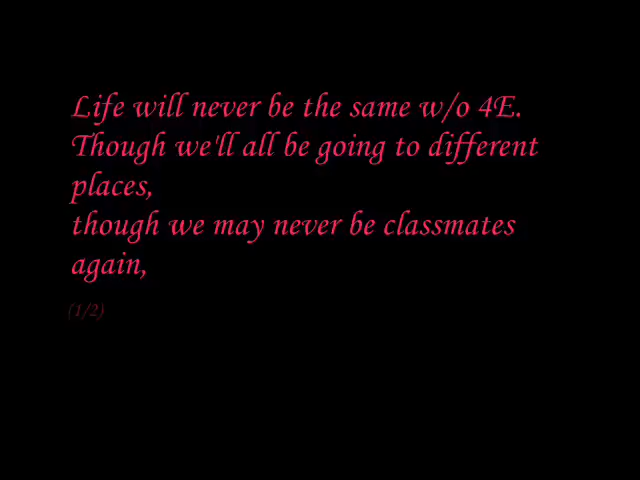 Life will never be the same w/o 4E.
Though we'll all be going to different
places,
though we may never be classmates
again,
(1/2)